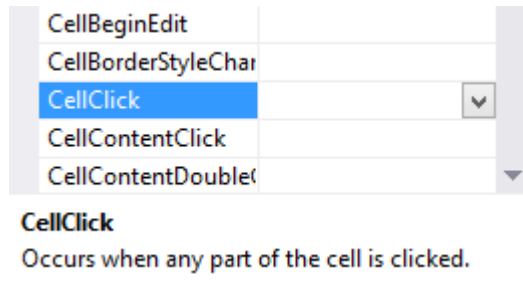 CellBeginEdit
CellBorderStyleChar
CellClick
CellContentClick
CellContentDouble
CellClick
Occurs when any part of the cell is clicked.